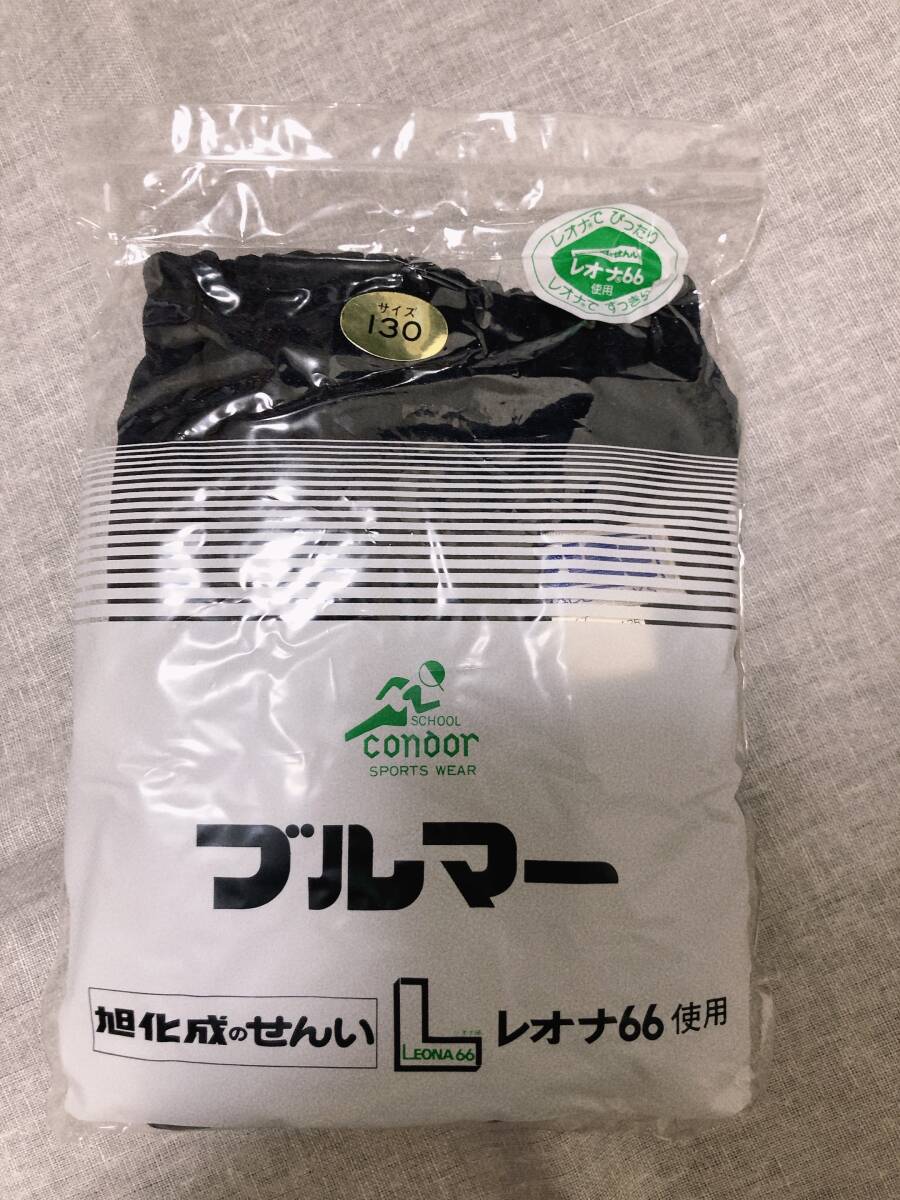 レオナ®で ぴったり
せんい
レオナ®66
使用
レオナ®で すっきり
サイズ
130
SCHOOL
condor
SPORTS WEAR
ブルマー
旭化成のせんい
LEONA 66
レオナ66使用